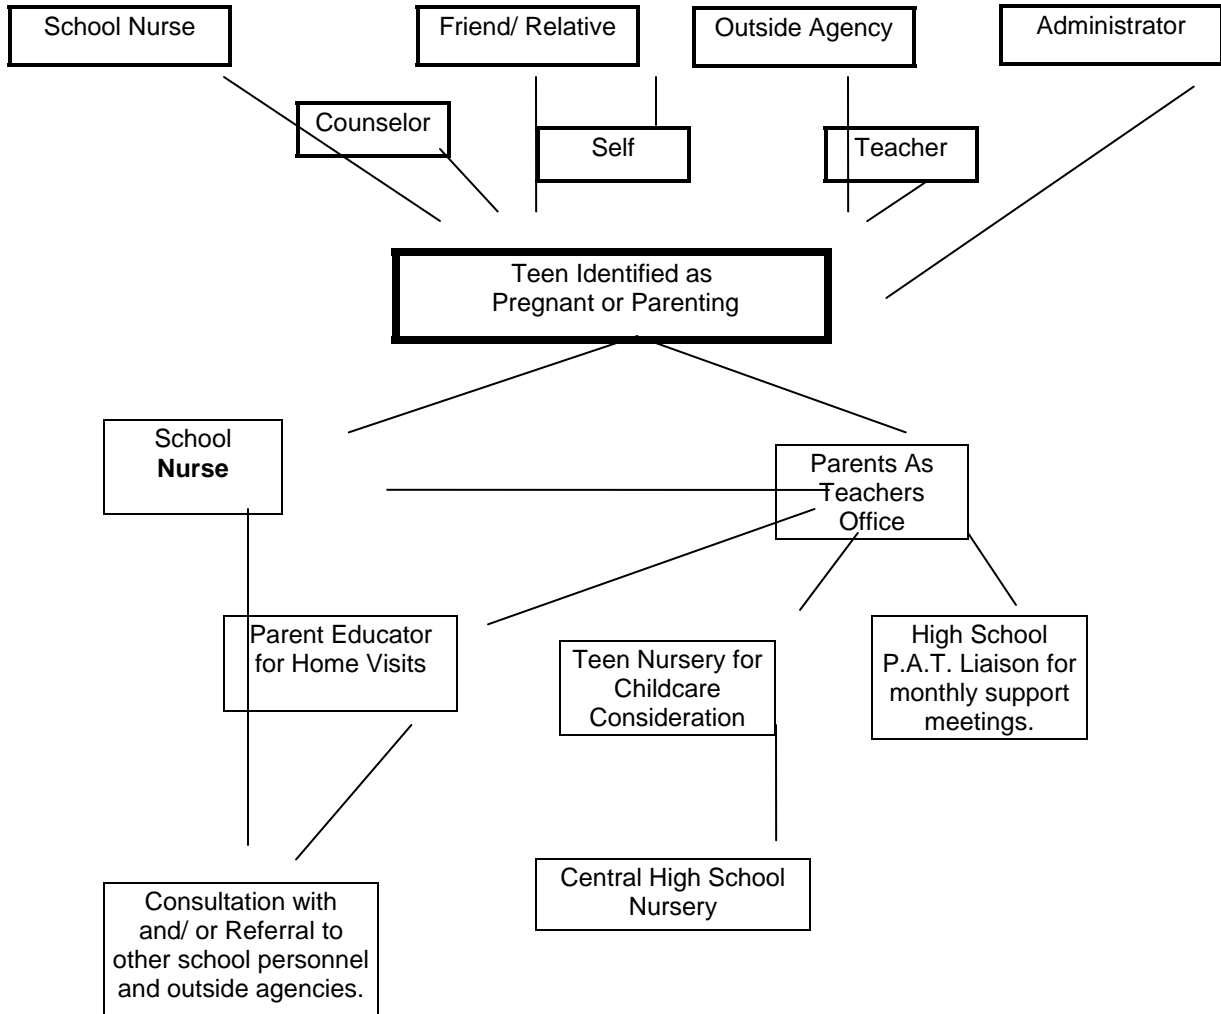 School Nurse
Friend/ Relative
Outside Agency
Administrator
Counselor
Self
Teacher
Teen Identified as
Pregnant or Parenting
School
Nurse
Parents As
Teachers
Office
Parent Educator
for Home Visits
Teen Nursery for
Childcare
Consideration
High School
P.A.T. Liaison for
monthly support
meetings.
Consultation with
and/ or Referral to
other school personnel
and outside agencies.
Central High School
Nursery